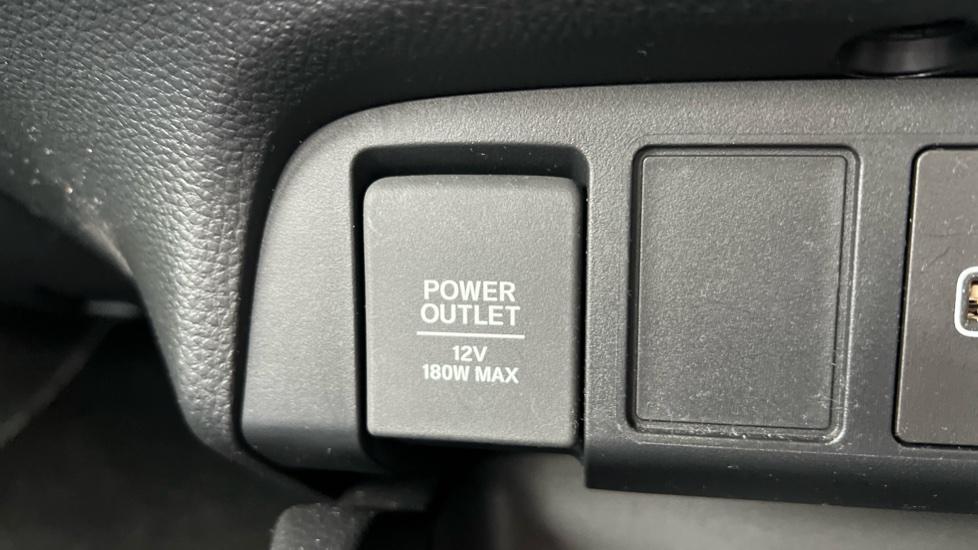 POWER
OUTLET
12V
180W MAX